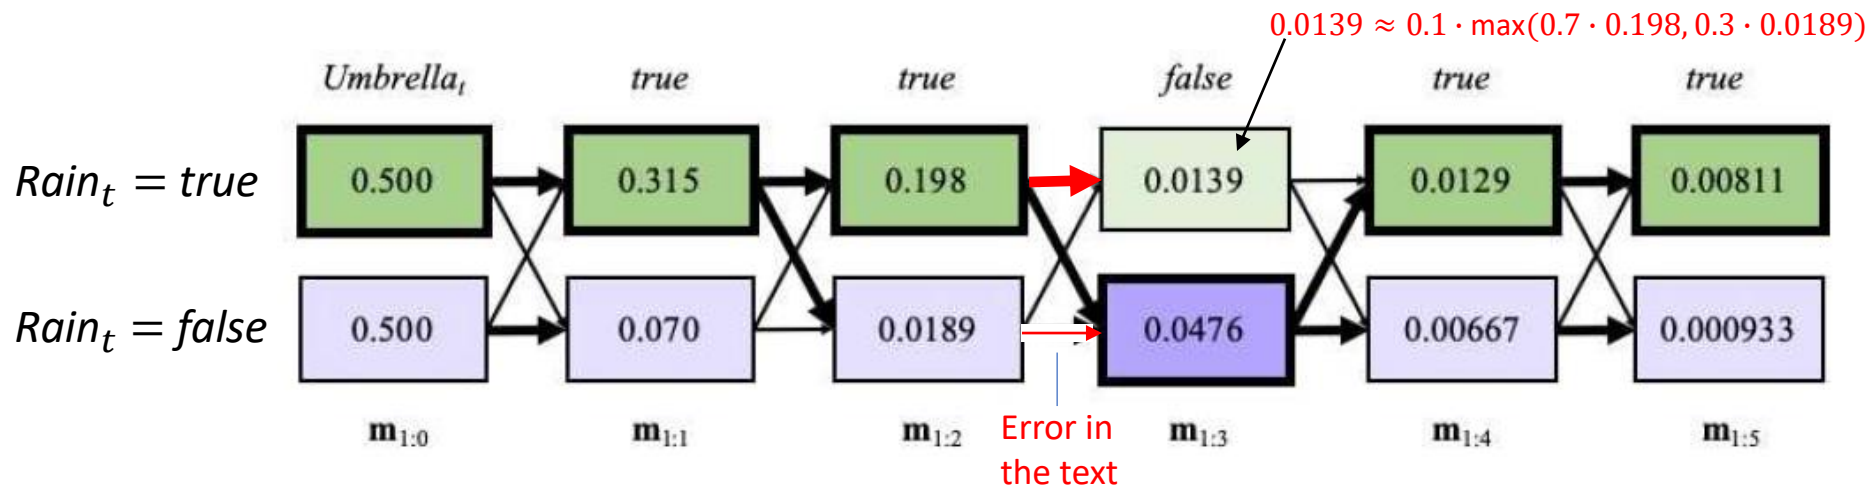 0.0139 ≈ 0.1 · max(0.7 · 0.198, 0.3 · 0.0189)
Umbrellaₜ true true false true true
Rainₜ = true 0.500 0.315 0.198 0.0139 0.0129 0.00811
Rainₜ = false 0.500 0.070 0.0189 0.0476 0.00667 0.000933
m₁:₀ m₁:₁ m₁:₂ m₁:₃ m₁:₄ m₁:₅
Error in
the text